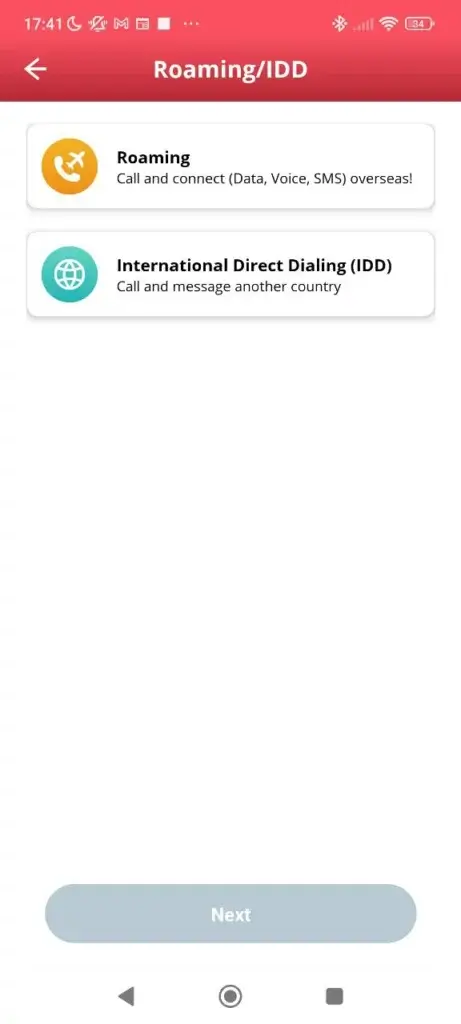 17:41
34
Roaming/IDD
Roaming
Call and connect (Data, Voice, SMS) overseas!
International Direct Dialing (IDD)
Call and message another country
Next